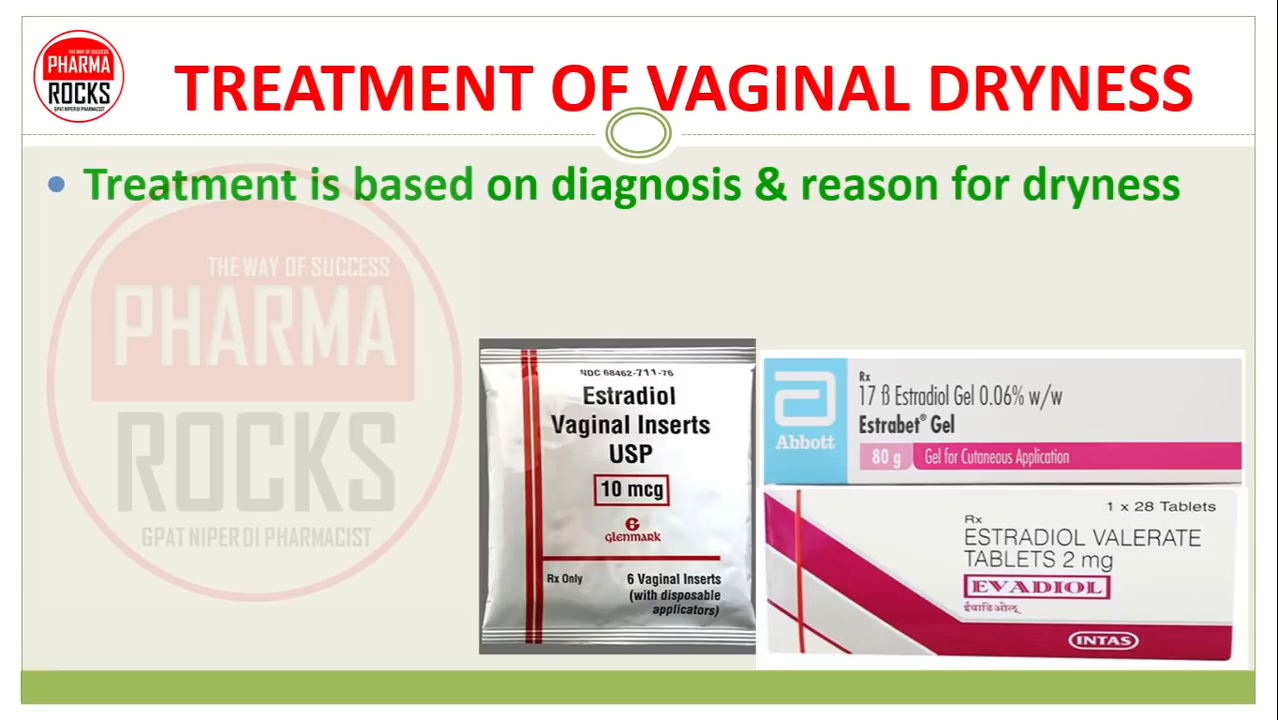 THE WAY OF SUCCESS
PHARMA
ROCKS
GPAT NIPER DI PHARMACIST
TREATMENT OF VAGINAL DRYNESS
• Treatment is based on diagnosis & reason for dryness
THE WAY OF SUCCESS
PHARMA
ROCKS
GPAT NIPER DI PHARMACIST
NDC 68462-711-76
Estradiol
Vaginal Inserts
USP
10 mcg
G
Glenmark
Rx Only
6 Vaginal Inserts
(with disposable
applicators)
Abbott
Rx
17 ß Estradiol Gel 0.06% w/w
Estrabet® Gel
80 g Gel for Cutaneous Application
1 x 28 Tablets
Rx
ESTRADIOL VALERATE
TABLETS 2 mg
EVADIOL
ईवाडिओल्
INTAS